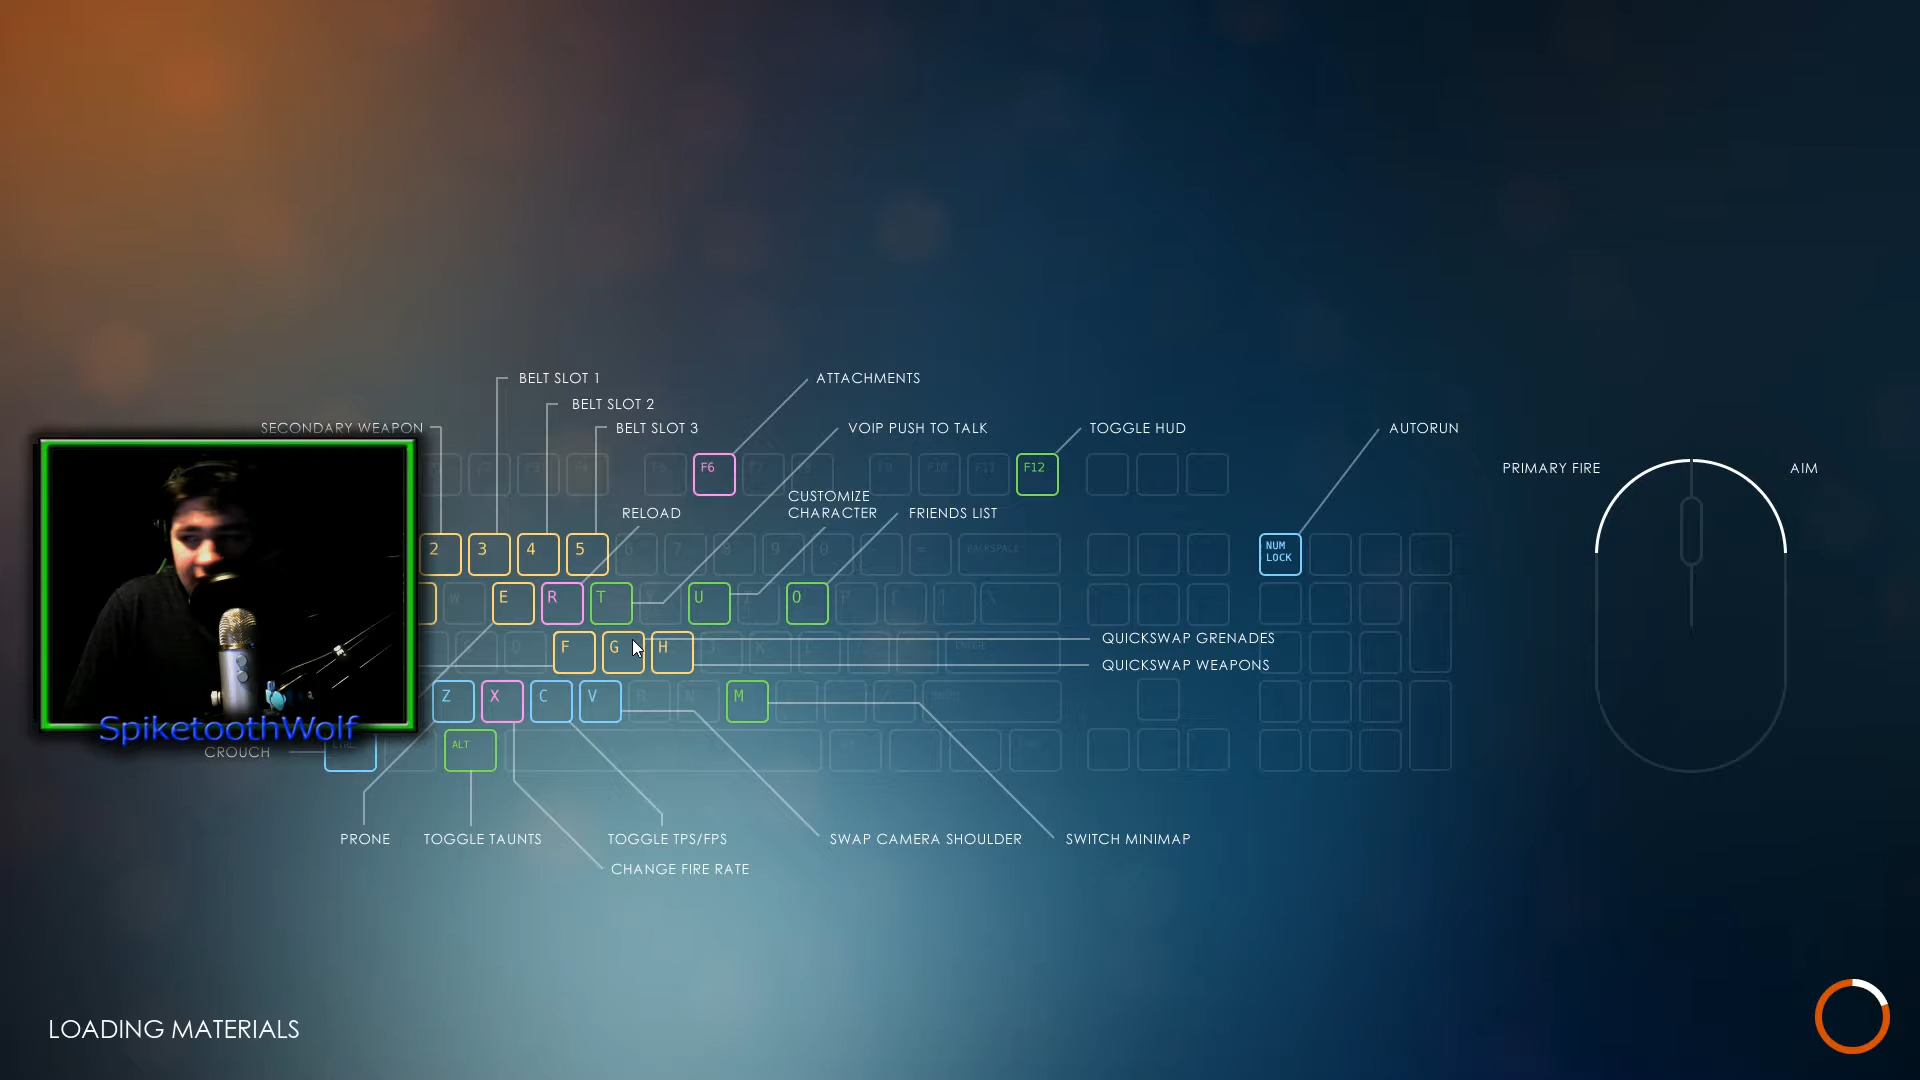 BELT SLOT 1
ATTACHMENTS
BELT SLOT 2
SECONDARY WEAPON
BELT SLOT 3
VOIP PUSH TO TALK
TOGGLE HUD
AUTORUN
PRIMARY FIRE
AIM
F6
F12
CUSTOMIZE
CHARACTER
RELOAD
FRIENDS LIST
2
3
4
5
BACKSPACE
NUM
LOCK
E
R
T
U
O
F
G
H
QUICKSWAP GRENADES
QUICKSWAP WEAPONS
Z
X
C
V
M
SpiketoothWolf
CROUCH
ALT
PRONE
TOGGLE TAUNTS
TOGGLE TPS/FPS
SWAP CAMERA SHOULDER
SWITCH MINIMAP
CHANGE FIRE RATE
LOADING MATERIALS